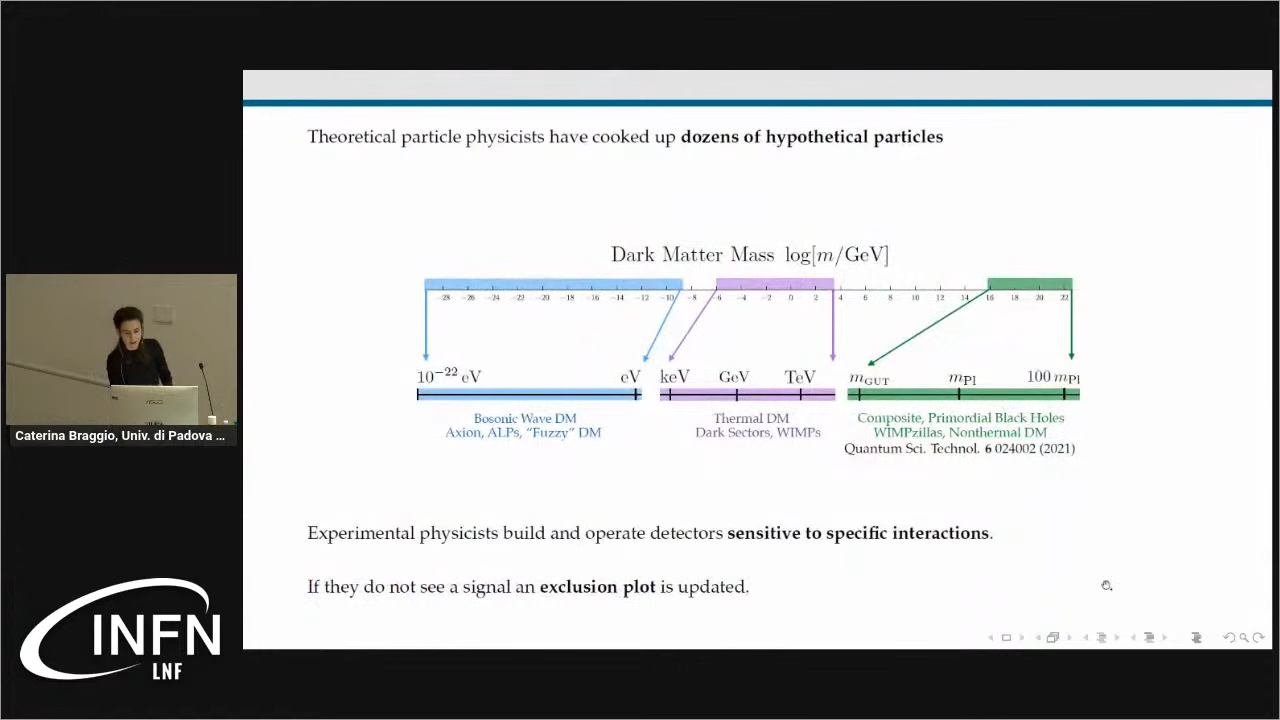 Theoretical particle physicists have cooked up dozens of hypothetical particles
Dark Matter Mass log[m/GeV]
−28 −26 −24 −22 −20 −18 −16 −14 −12 −10 −8 −6 −4 −2 0 2 4 6 8 10 12 14 16 18 20 22
10⁻²² eV eV keV GeV TeV m_GUT m_Pl 100 m_Pl
Bosonic Wave DM
Axion, ALPs, “Fuzzy” DM
Thermal DM
Dark Sectors, WIMPs
Composite, Primordial Black Holes
WIMPzillas, Nonthermal DM
Quantum Sci. Technol. 6 024002 (2021)
Experimental physicists build and operate detectors sensitive to specific interactions.
If they do not see a signal an exclusion plot is updated.
Caterina Braggio, Univ. di Padova ...
INFN
LNF